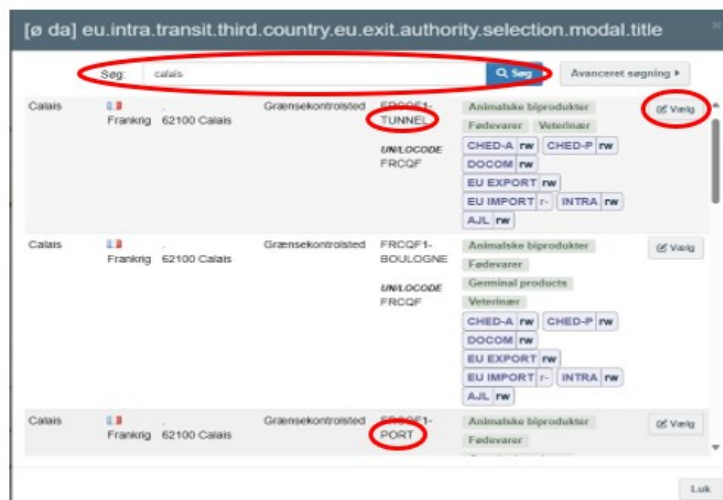 [ø da] eu.intra.transit.third.country.eu.exit.authority.selection.modal.title ×
Søg: calais Søg Avanceret søgning
Calais . Grænsekontrolsted FRCQF1- Animalske biprodukter Vælg
Frankrig 62100 Calais TUNNEL Fødevarer Veterinær
UN/LOCODE CHED-A rw CHED-P rw
FRCQF DOCOM rw
EU EXPORT rw
EU IMPORT r- INTRA rw
AJL rw
Calais . Grænsekontrolsted FRCQF1- Animalske biprodukter Vælg
Frankrig 62100 Calais BOULOGNE Fødevarer
UN/LOCODE Germinal products
FRCQF Veterinær
CHED-A rw CHED-P rw
DOCOM rw
EU EXPORT rw
EU IMPORT r- INTRA rw
AJL rw
Calais . Grænsekontrolsted FRCQF1- Animalske biprodukter Vælg
Frankrig 62100 Calais PORT Fødevarer
Luk